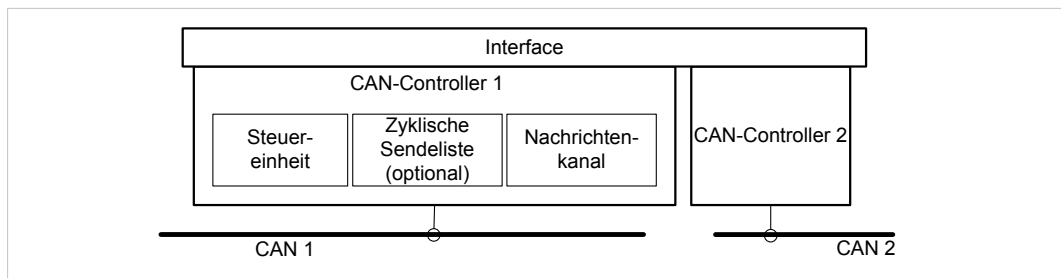 Interface
CAN-Controller 1
Steuer-
einheit
Zyklische
Sendeliste
(optional)
Nachrichten-
kanal
CAN-Controller 2
CAN 1
CAN 2